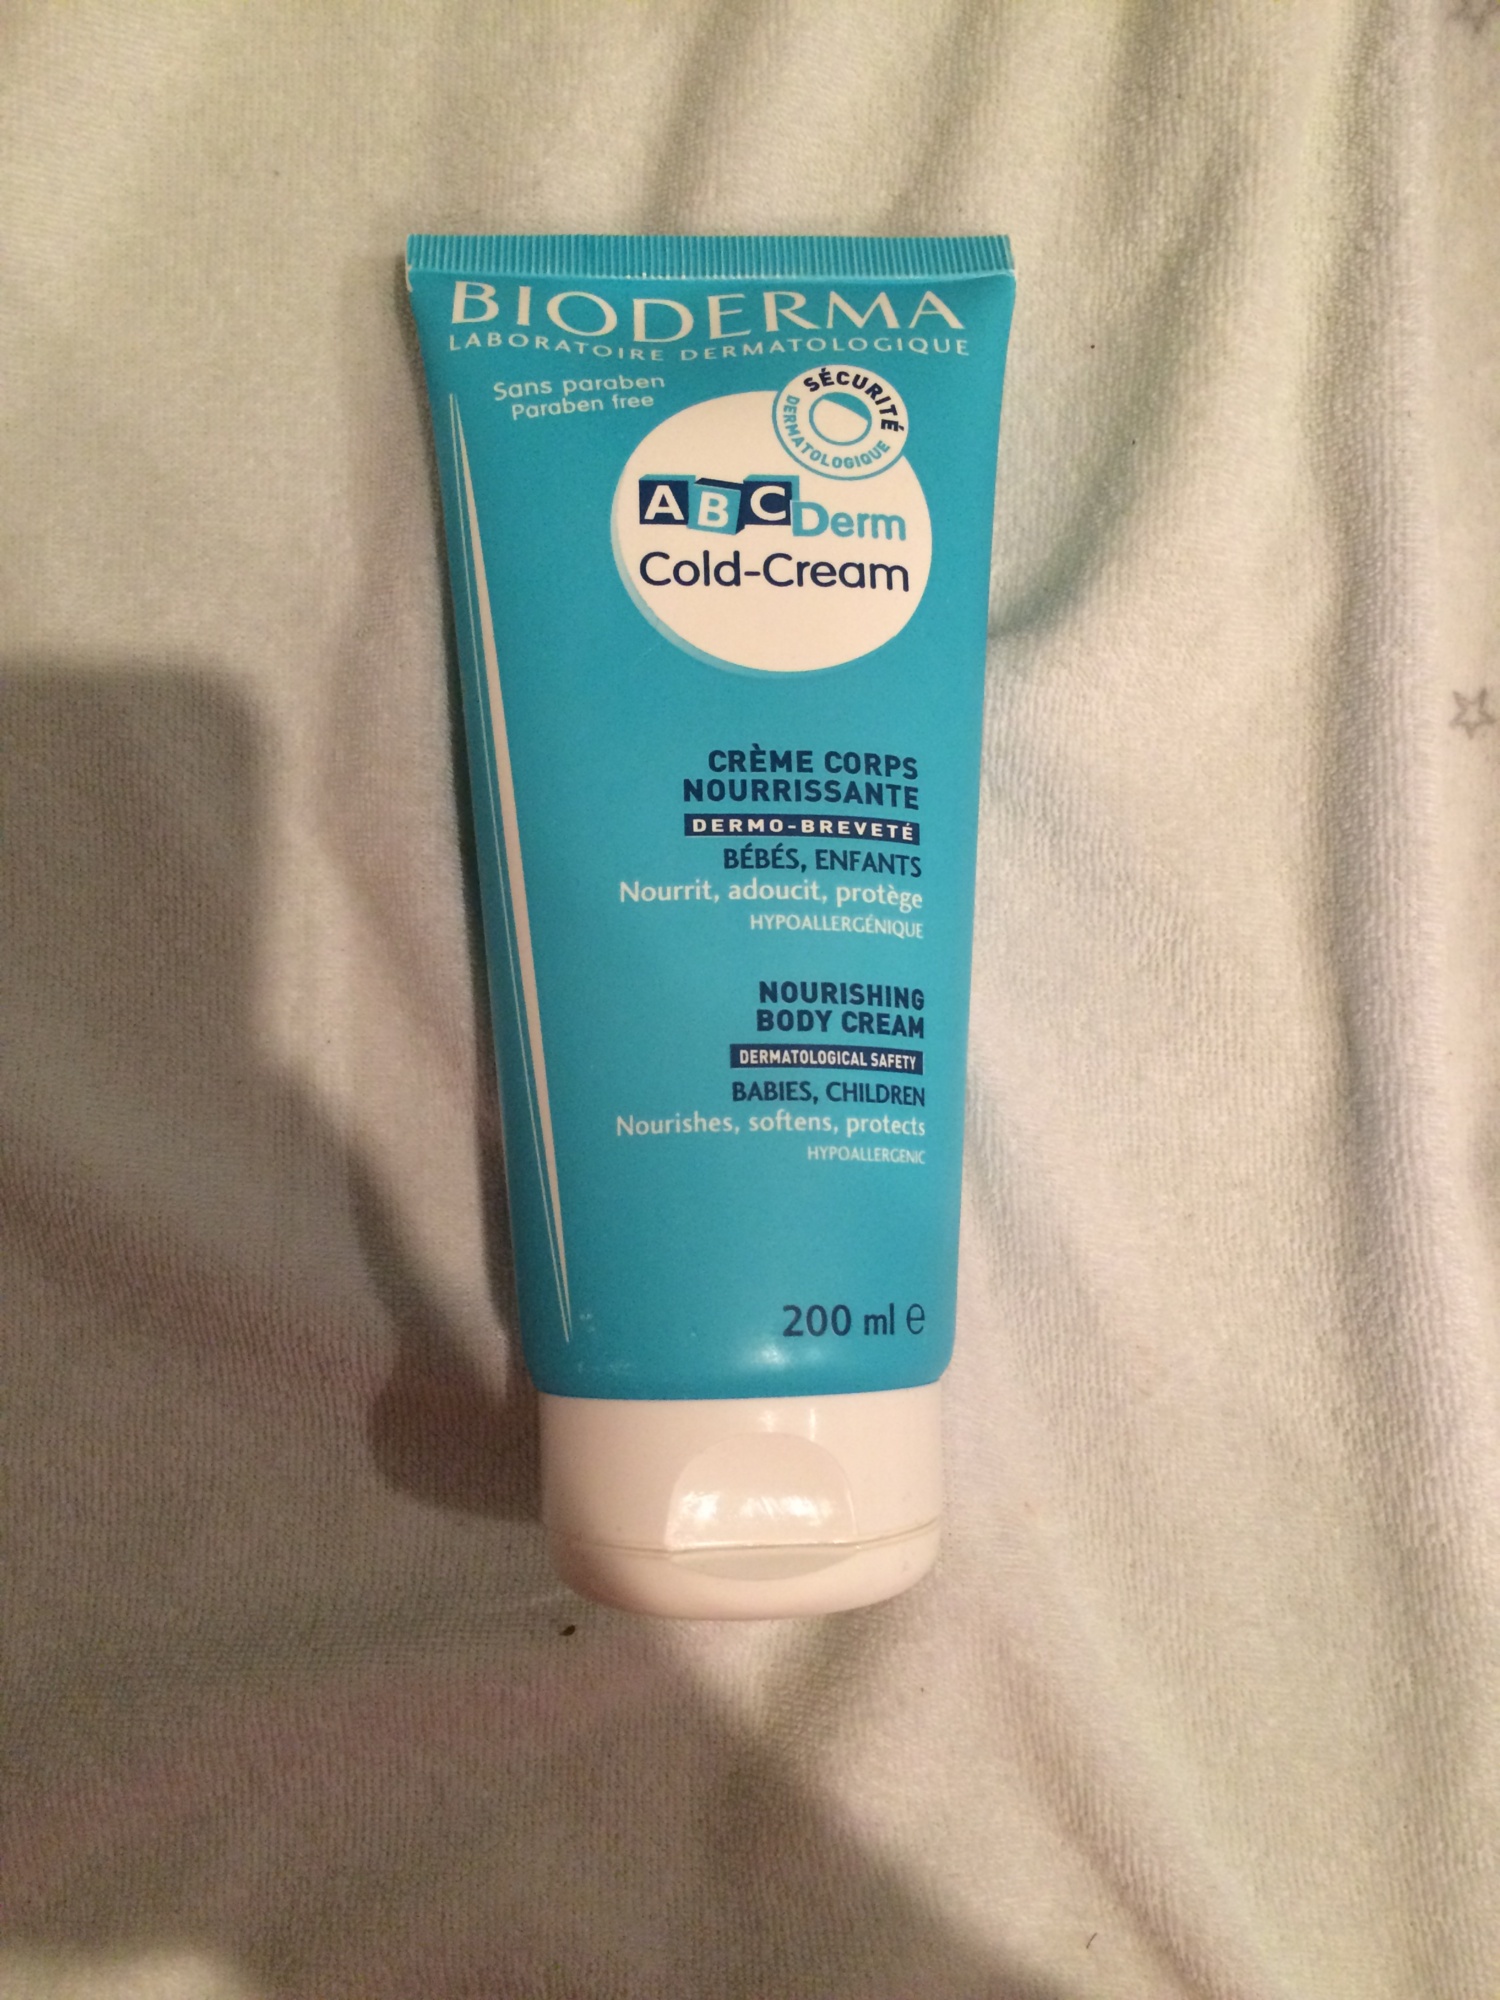 BIODERMA
LABORATOIRE DERMATOLOGIQUE
Sans paraben
Paraben free
SÉCURITÉ
DERMATOLOGIQUE
ABCDerm
Cold-Cream
CRÈME CORPS
NOURRISSANTE
DERMO-BREVETÉ
BÉBÉS, ENFANTS
Nourrit, adoucit, protège
HYPOALLERGÉNIQUE
NOURISHING
BODY CREAM
DERMATOLOGICAL SAFETY
BABIES, CHILDREN
Nourishes, softens, protects
HYPOALLERGENIC
200 ml e